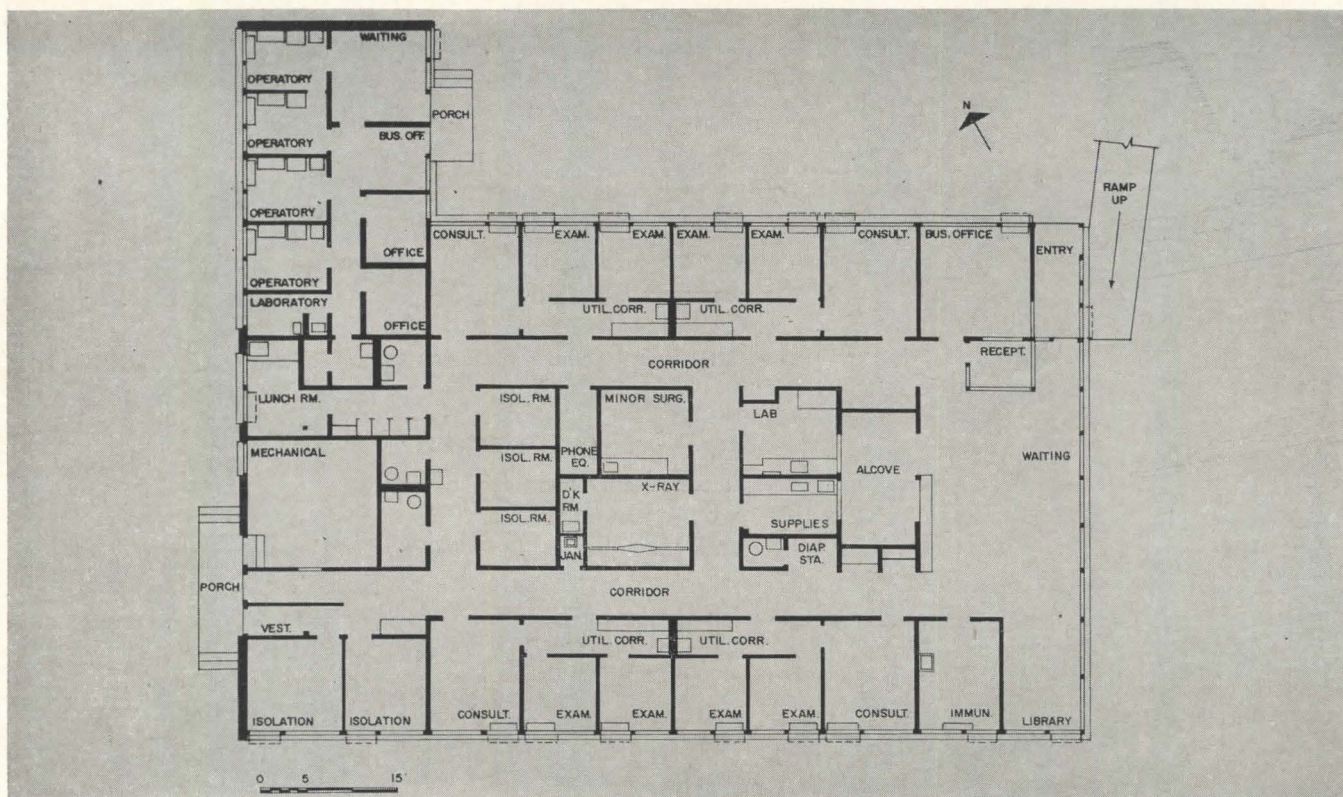 WAITING
OPERATORY
N
PORCH
OPERATORY
BUS. OFF.
RAMP
UP
OPERATORY
CONSULT.
EXAM.
EXAM.
EXAM.
EXAM.
CONSULT.
BUS. OFFICE
ENTRY
OFFICE
OPERATORY
LABORATORY
UTIL. CORR.
UTIL. CORR.
OFFICE
RECEPT.
CORRIDOR
LUNCH RM.
ISOL. RM.
MINOR SURG.
LAB
MECHANICAL
PHONE
EQ.
ISOL. RM.
WAITING
ALCOVE
X-RAY
D'K
RM
ISOL. RM.
SUPPLIES
JAN.
DIAP.
STA.
PORCH
CORRIDOR
VEST.
UTIL. CORR.
UTIL. CORR.
ISOLATION
ISOLATION
CONSULT.
EXAM.
EXAM.
EXAM
EXAM.
CONSULT.
IMMUN.
LIBRARY
0 5 15'